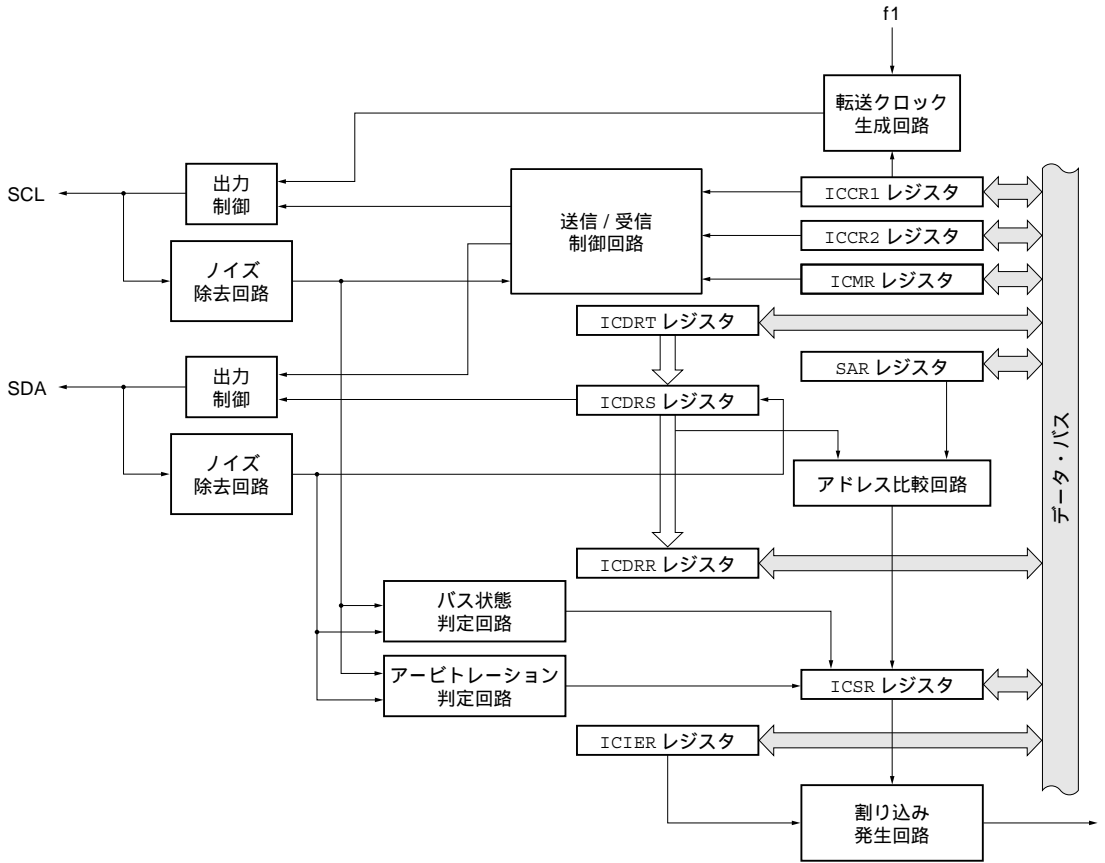 f1
転送クロック
生成回路
SCL
出力
制御
送信 / 受信
制御回路
ICCR1 レジスタ
ICCR2 レジスタ
ICMR レジスタ
ノイズ
除去回路
ICDRT レジスタ
SAR レジスタ
SDA
出力
制御
ICDRS レジスタ
ノイズ
除去回路
アドレス比較回路
データ・バス
ICDRR レジスタ
バス状態
判定回路
アービトレーション
判定回路
ICSR レジスタ
ICIER レジスタ
割り込み
発生回路